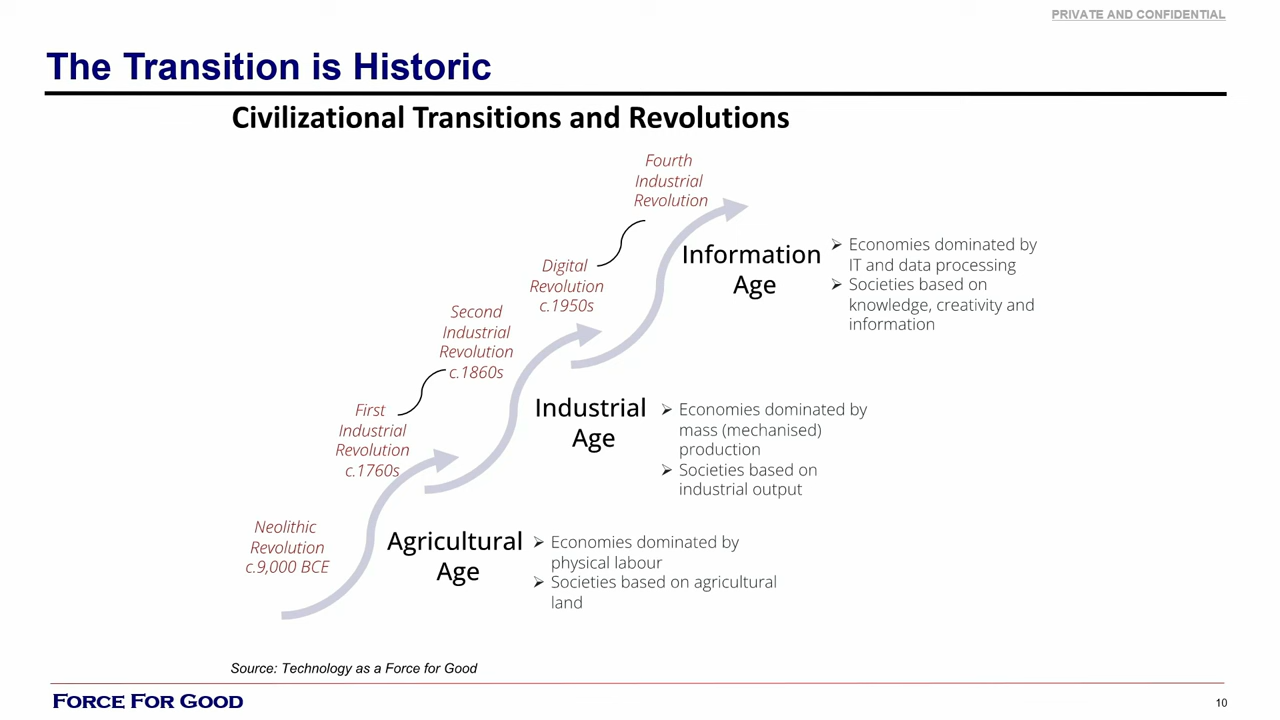 PRIVATE AND CONFIDENTIAL
The Transition is Historic
Civilizational Transitions and Revolutions
Fourth
Industrial
Revolution
Information
Age
➢ Economies dominated by
IT and data processing
➢ Societies based on
knowledge, creativity and
information
Digital
Revolution
c.1950s
Second
Industrial
Revolution
c.1860s
Industrial
Age
➢ Economies dominated by
mass (mechanised)
production
➢ Societies based on
industrial output
First
Industrial
Revolution
c.1760s
Neolithic
Revolution
c.9,000 BCE
Agricultural
Age
➢ Economies dominated by
physical labour
➢ Societies based on agricultural
land
Source: Technology as a Force for Good
FORCE FOR GOOD
10